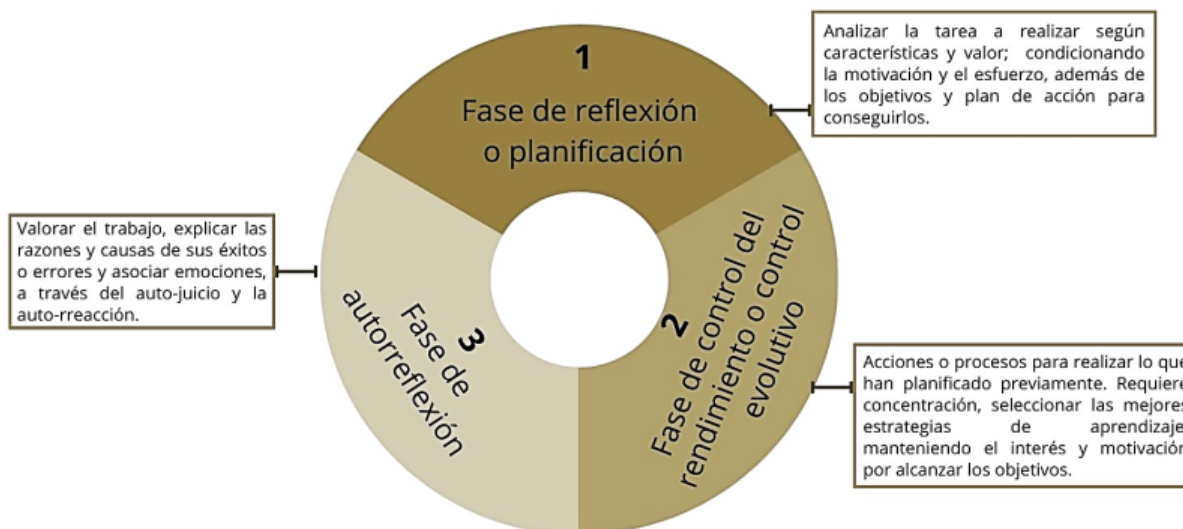 1
Fase de reflexión
o planificación
Analizar la tarea a realizar según
características y valor; condicionando
la motivación y el esfuerzo, además de
los objetivos y plan de acción para
conseguirlos.
2
Fase de control del
rendimiento o control
evolutivo
Acciones o procesos para realizar lo que
han planificado previamente. Requiere
concentración, seleccionar las mejores
estrategias de aprendizaje
manteniendo el interés y motivación
por alcanzar los objetivos.
3
Fase de
autorreflexión
Valorar el trabajo, explicar las
razones y causas de sus éxitos
o errores y asociar emociones,
a través del auto-juicio y la
auto-rreacción.